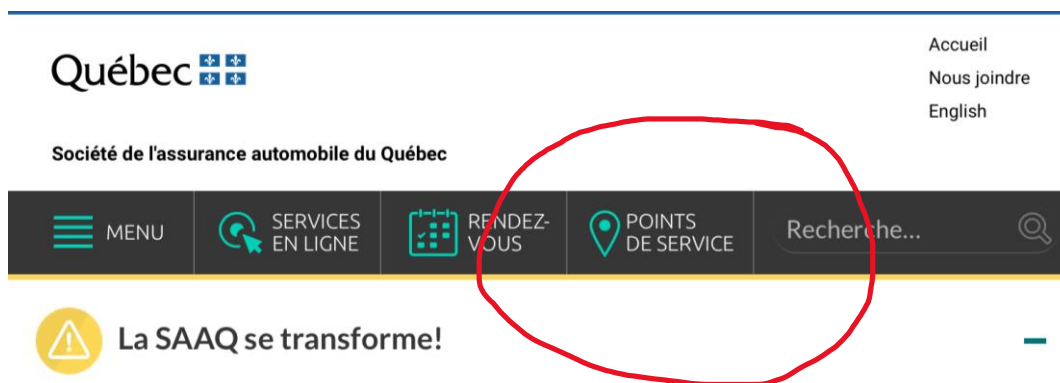 Accueil
Québec
Nous joindre
English
Société de l'assurance automobile du Québec
MENU
SERVICES
EN LIGNE
RENDEZ-
VOUS
POINTS
DE SERVICE
Recherche...
La SAAQ se transforme!